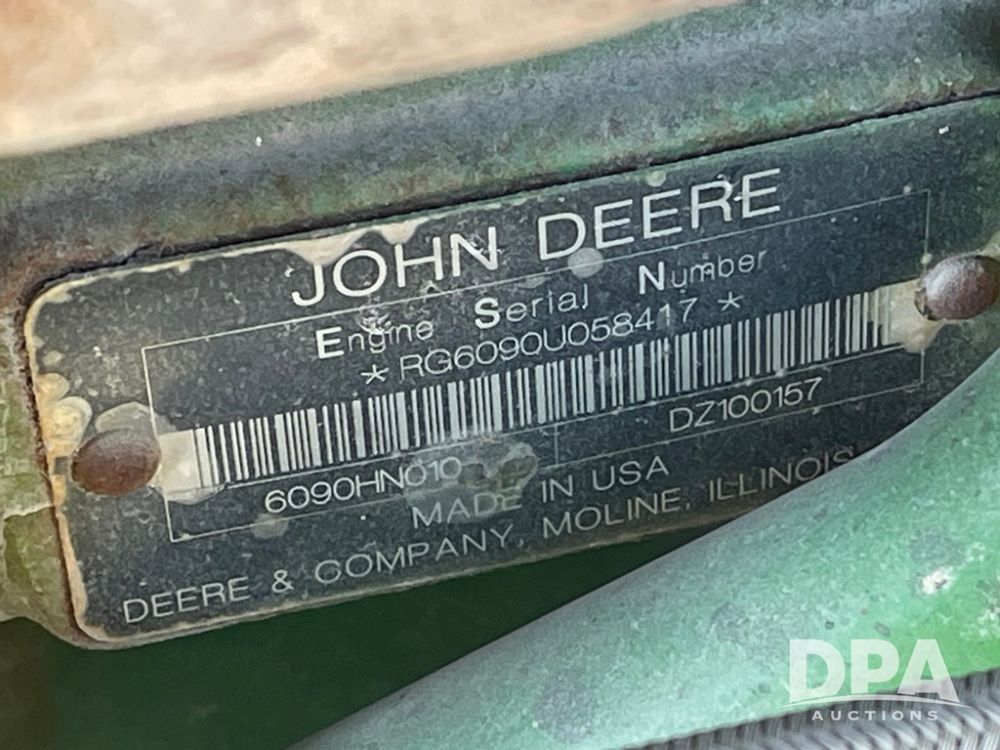 JOHN DEERE
Engine Serial Number
* RG6090U058417 *
6090HN010 DZ100157
MADE IN USA
DEERE & COMPANY, MOLINE, ILLINOIS
DPA
AUCTIONS